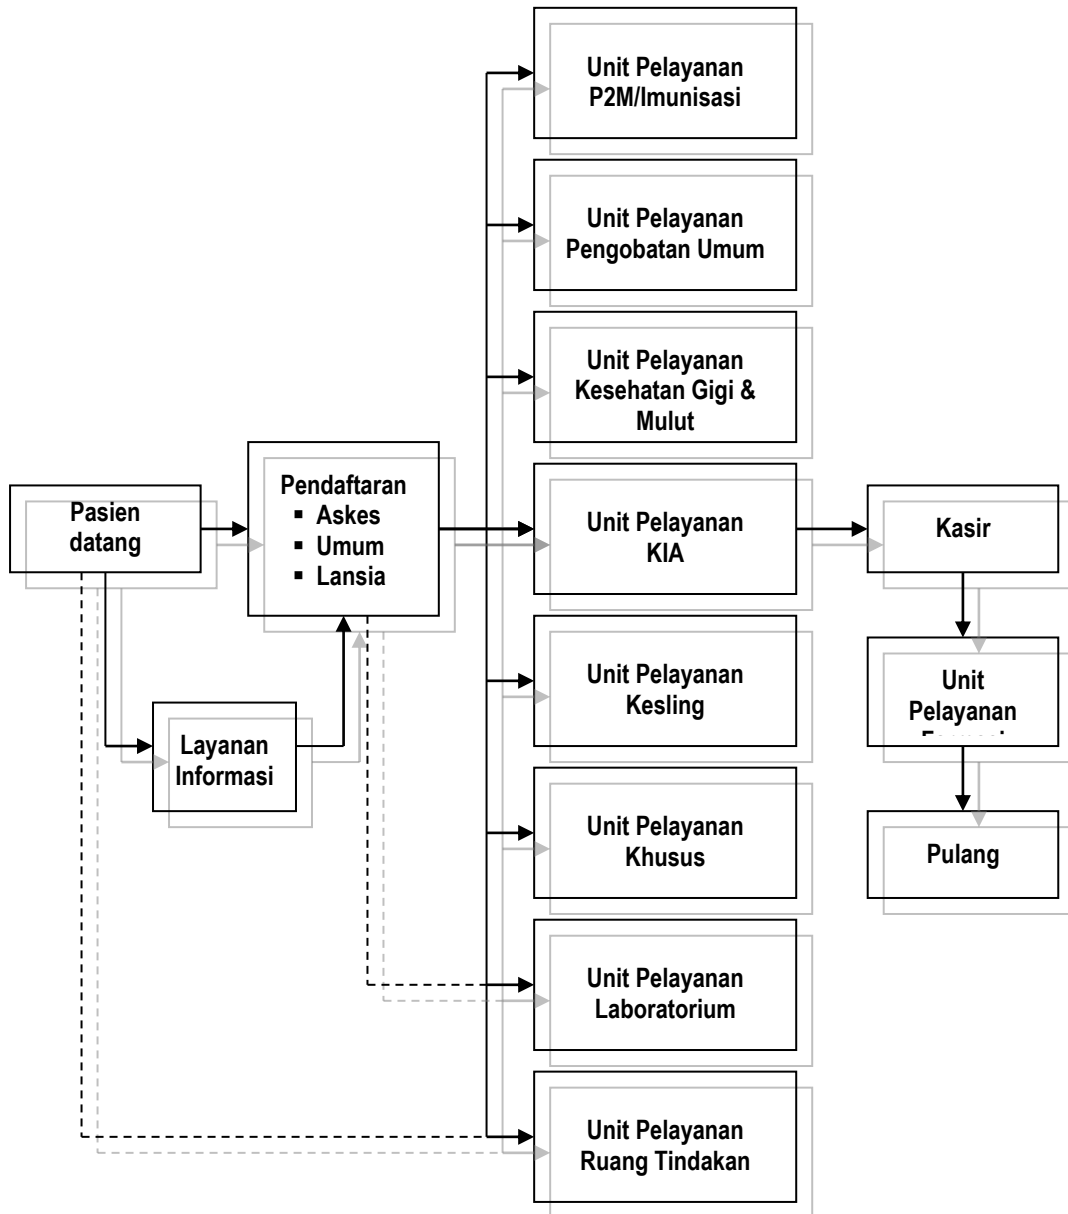 Unit Pelayanan
P2M/Imunisasi
Unit Pelayanan
Pengobatan Umum
Unit Pelayanan
Kesehatan Gigi &
Mulut
Pasien
datang
Pendaftaran
▪ Askes
▪ Umum
▪ Lansia
Unit Pelayanan
KIA
Kasir
Layanan
Informasi
Unit Pelayanan
Kesling
Unit
Pelayanan
Unit Pelayanan
Khusus
Pulang
Unit Pelayanan
Laboratorium
Unit Pelayanan
Ruang Tindakan